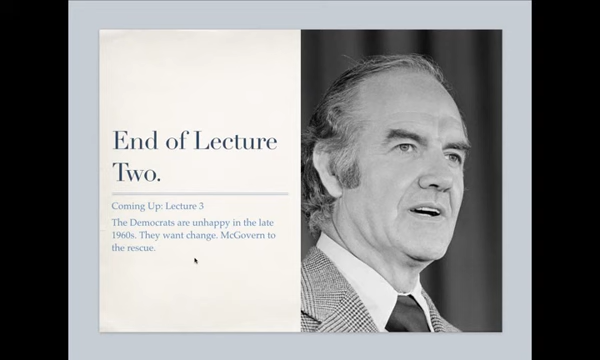 End of Lecture
Two.
Coming Up: Lecture 3
The Democrats are unhappy in the late
1960s. They want change. McGovern to
the rescue.